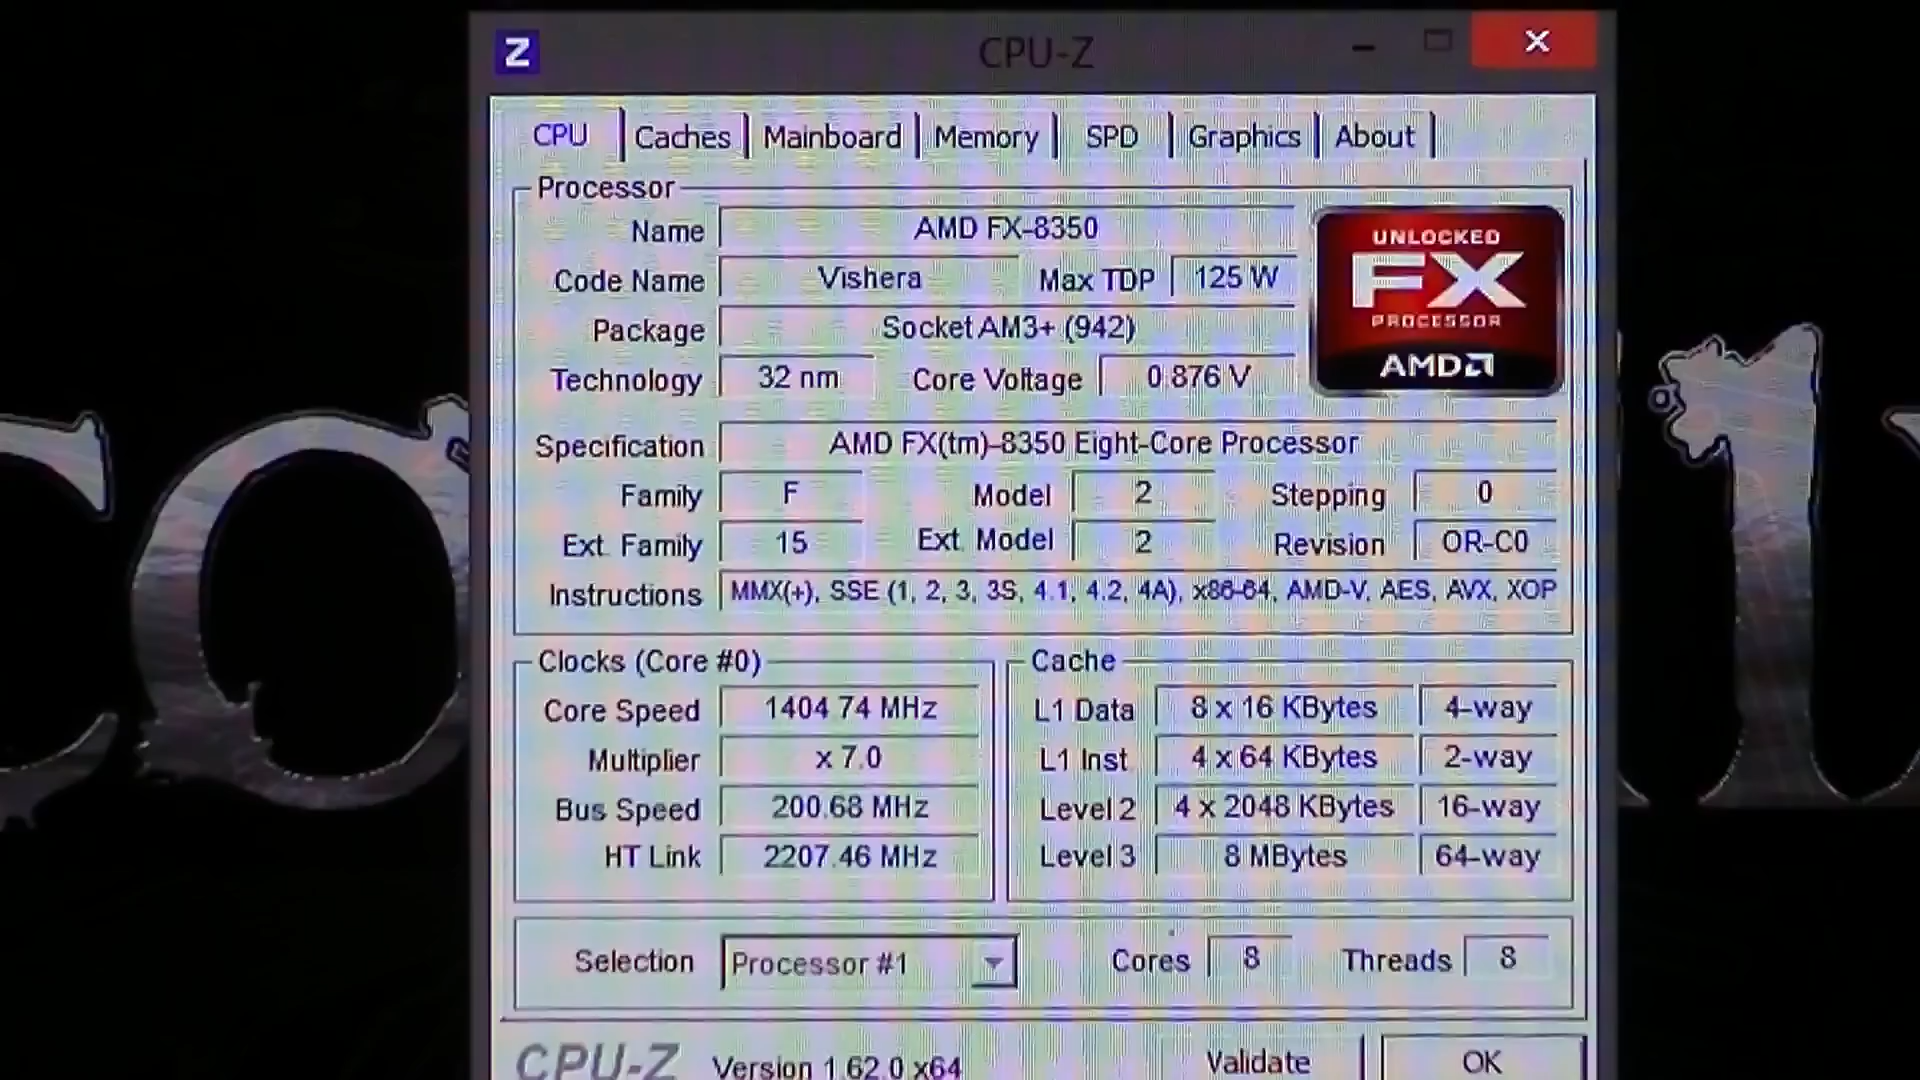 Z CPU-Z
CPU Caches Mainboard Memory SPD Graphics About
Processor
Name AMD FX-8350
Code Name Vishera Max TDP 125 W
Package Socket AM3+ (942)
Technology 32 nm Core Voltage 0.876 V
UNLOCKED
FX
PROCESSOR
AMD
Specification AMD FX(tm)-8350 Eight-Core Processor
Family F Model 2 Stepping 0
Ext. Family 15 Ext. Model 2 Revision OR-C0
Instructions MMX(+), SSE (1, 2, 3, 3S, 4.1, 4.2, 4A), x86-64, AMD-V, AES, AVX, XOP
Clocks (Core #0)
Core Speed 1404.74 MHz
Multiplier x 7.0
Bus Speed 200.68 MHz
HT Link 2207.46 MHz
Cache
L1 Data 8 x 16 KBytes 4-way
L1 Inst. 4 x 64 KBytes 2-way
Level 2 4 x 2048 KBytes 16-way
Level 3 8 MBytes 64-way
Selection Processor #1 Cores 8 Threads 8
CPU-Z Version 1.62.0 x64 Validate OK